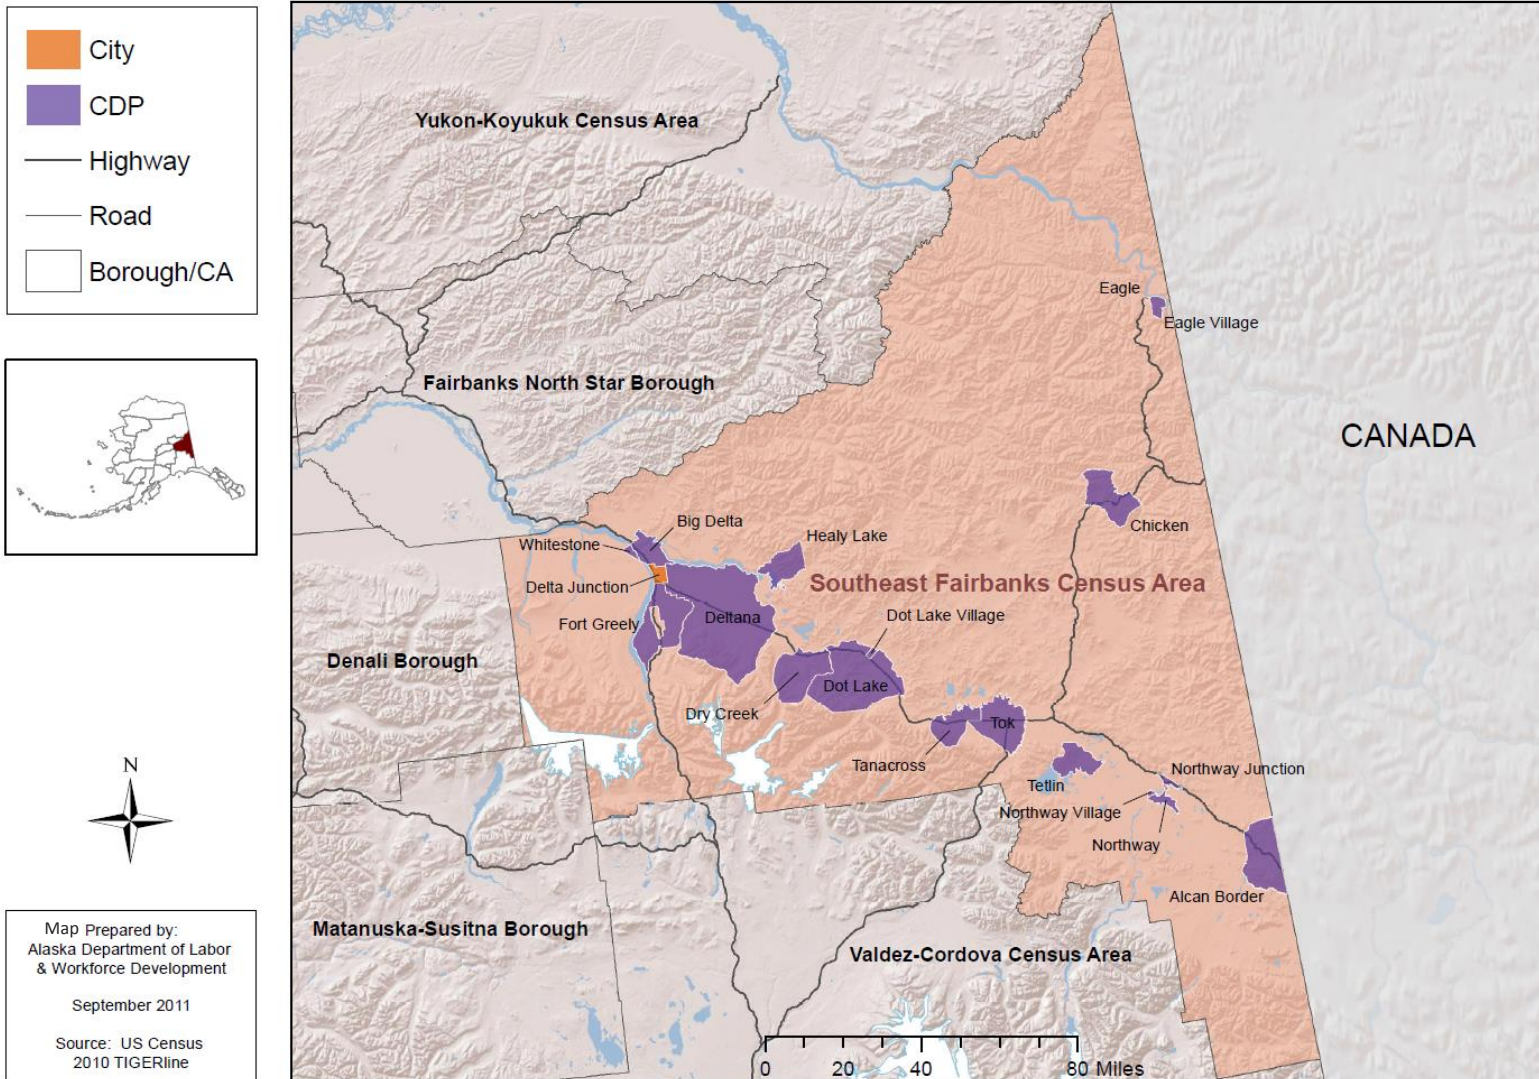 City
CDP
Highway
Road
Borough/CA
N
Map Prepared by:
Alaska Department of Labor
& Workforce Development
September 2011
Source: US Census
2010 TIGERline
Yukon-Koyukuk Census Area
Eagle
Eagle Village
Fairbanks North Star Borough
CANADA
Chicken
Big Delta
Whitestone
Healy Lake
Southeast Fairbanks Census Area
Delta Junction
Dot Lake Village
Deltana
Fort Greely
Denali Borough
Dot Lake
Dry Creek
Tok
Tanacross
Northway Junction
Tetlin
Northway Village
Northway
Alcan Border
Matanuska-Susitna Borough
Valdez-Cordova Census Area
0 20 40 80 Miles